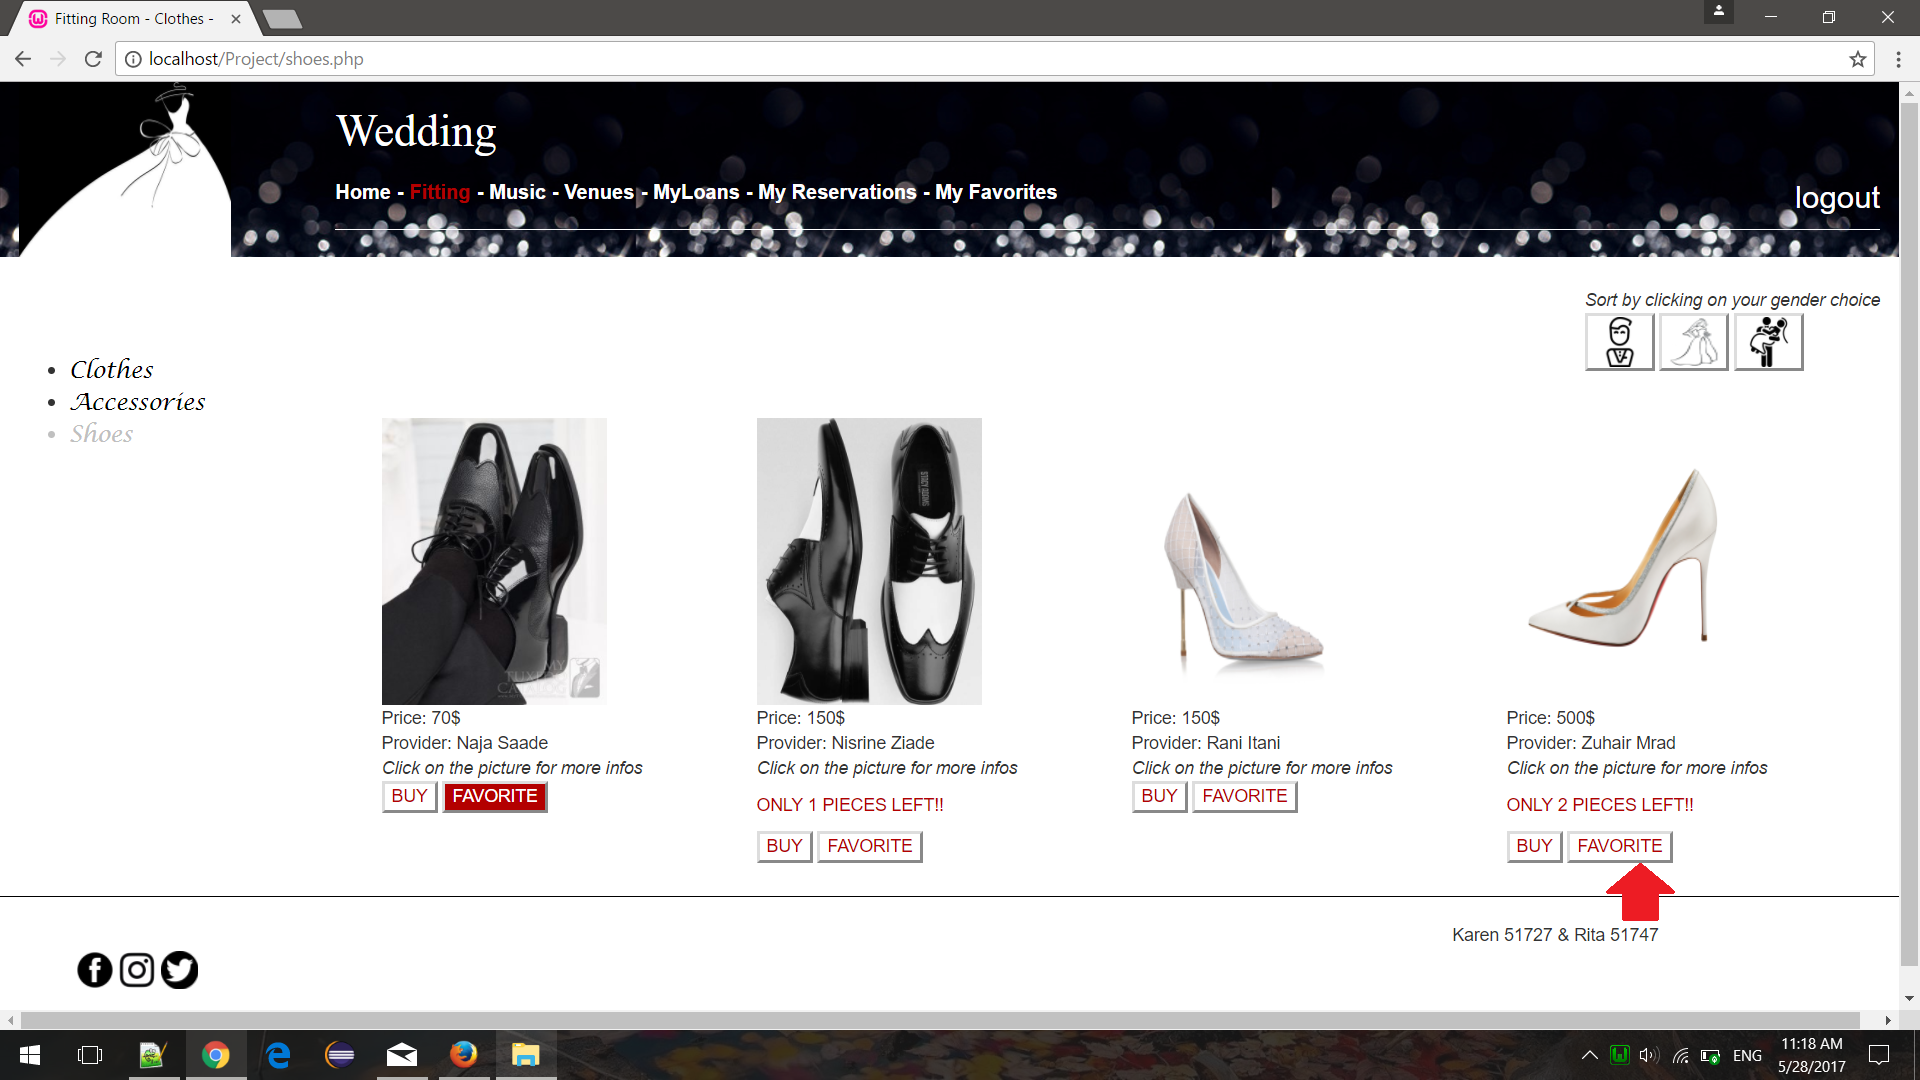 Fitting Room - Clothes -
localhost/Project/shoes.php
Wedding
Home - Fitting - Music - Venues - MyLoans - My Reservations - My Favorites
logout
Sort by clicking on your gender choice
Clothes
Accessories
Shoes
TUXEDO
CATALOG
STACY ADAMS
Price: 70$
Provider: Naja Saade
Click on the picture for more infos
BUY FAVORITE
Price: 150$
Provider: Nisrine Ziade
Click on the picture for more infos
ONLY 1 PIECES LEFT!!
BUY FAVORITE
Price: 150$
Provider: Rani Itani
Click on the picture for more infos
BUY FAVORITE
Price: 500$
Provider: Zuhair Mrad
Click on the picture for more infos
ONLY 2 PIECES LEFT!!
BUY FAVORITE
Karen 51727 & Rita 51747
ENG
11:18 AM
5/28/2017